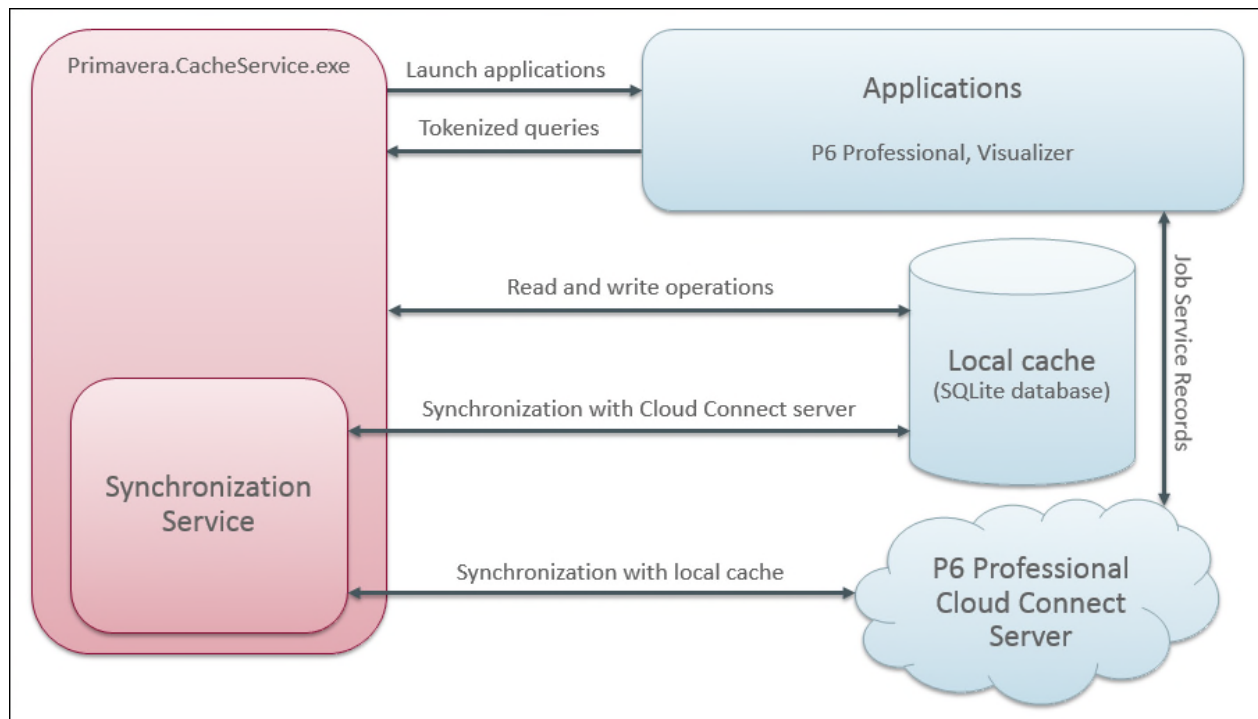 Primavera.CacheService.exe
Launch applications
Tokenized queries
Applications
P6 Professional, Visualizer
Read and write operations
Local cache
(SQLite database)
Job Service Records
Synchronization with Cloud Connect server
Synchronization
Service
Synchronization with local cache
P6 Professional
Cloud Connect
Server